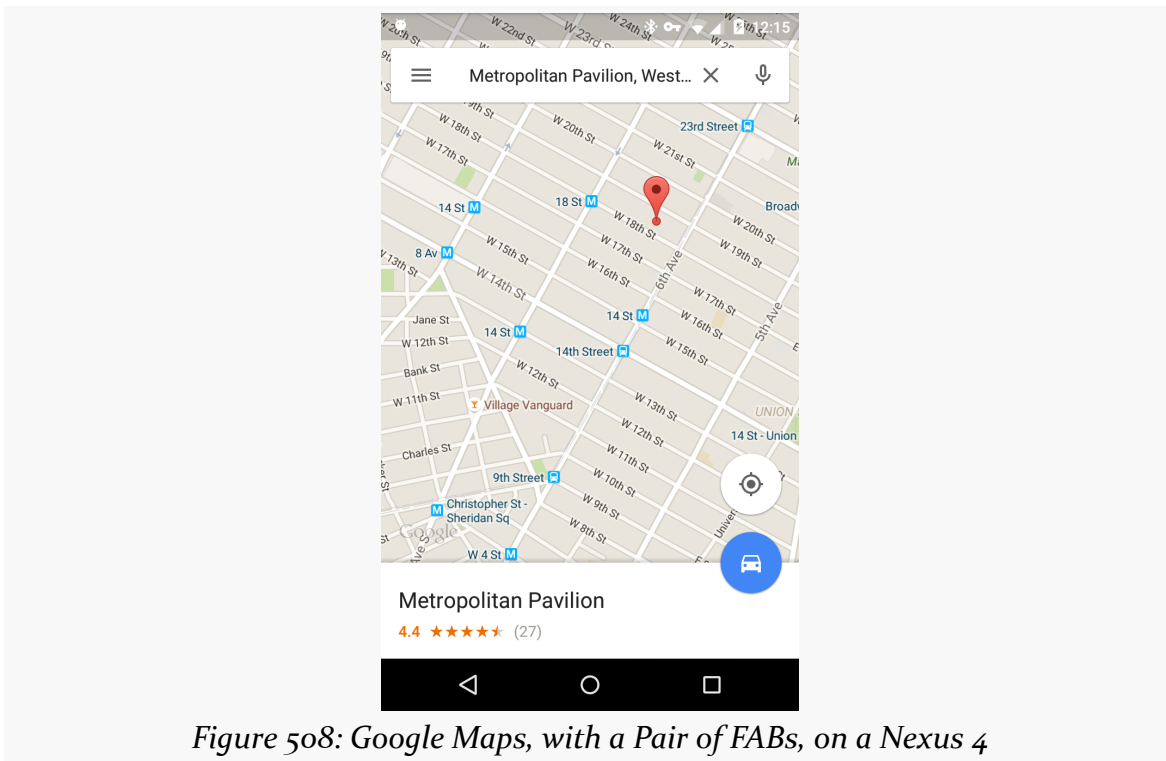 W 20th St
W 22nd St
W 23rd St
W 24th St
12:15
Metropolitan Pavilion, West...
W 18th St
W 20th St
23rd Street
W 17th St
W 21st St
14 St
18 St
Broadw
W 18th St
W 20th St
8 Av
W 15th St
W 17th St
W 19th St
W 13th St
W 14th St
W 16th St
6th Ave
W 17th St
Jane St
14 St
14 St
W 16th St
5th Ave
W 12th St
14th Street
W 15th St
Bank St
W 12th St
W 11th St
Village Vanguard
W 13th St
UNION
W 12th St
14 St - Union
Charles St
W 11th St
9th Street
W 10th St
Christopher St -
Sheridan Sq
W 9th St
Univer
Google
W 8th St
Ave S
W 4 St
Metropolitan Pavilion
4.4 (27)
Figure 508: Google Maps, with a Pair of FABs, on a Nexus 4